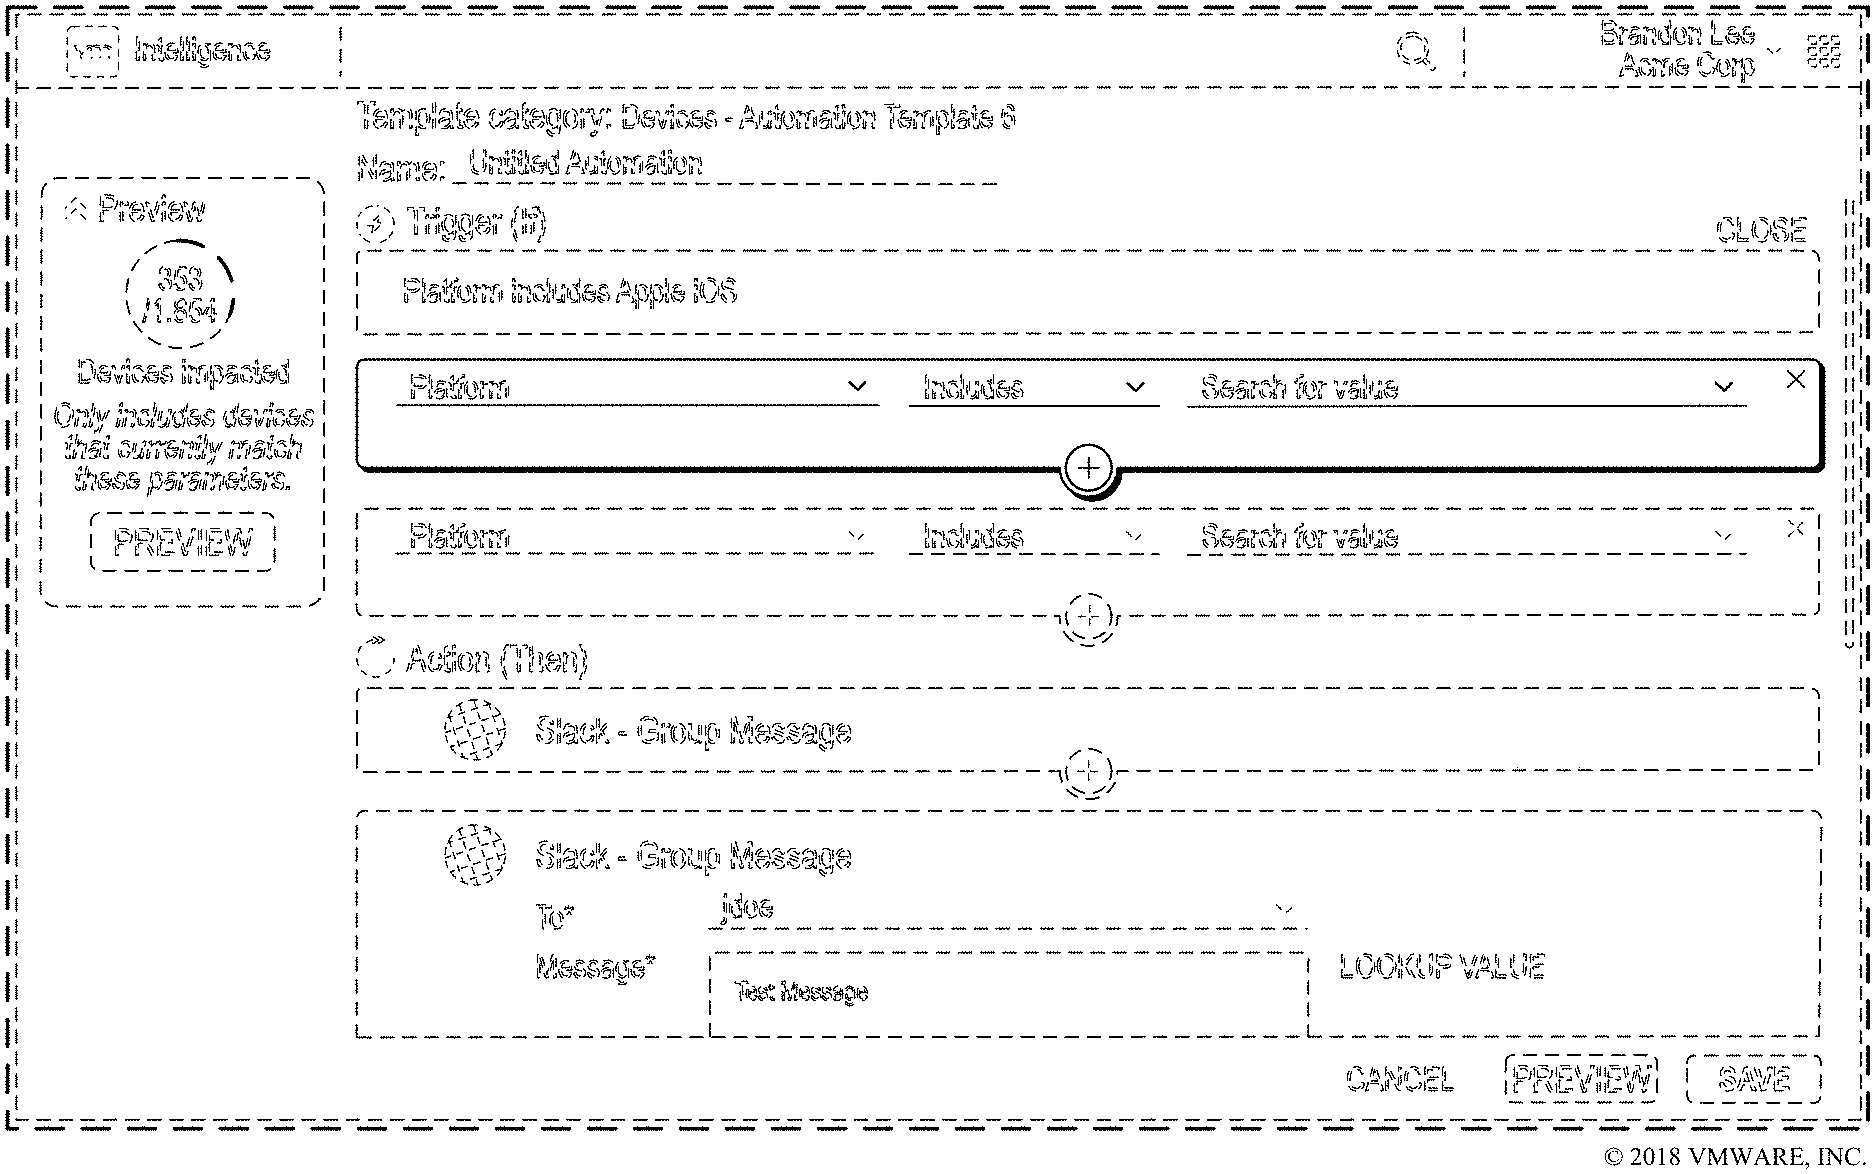 vmw Intelligence
Brandon Lee
Acme Corp
Template category: Devices - Automation Template 6
Name: Untitled Automation
Preview
353
/1.854
Devices impacted
Only includes devices
that currently match
these parameters.
PREVIEW
Trigger (If)
CLOSE
Platform includes Apple iOS
Platform Includes Search for value
Platform Includes Search for value
Action (Then)
Slack - Group Message
Slack - Group Message
To* jdoe
Message* Test Message LOOKUP VALUE
CANCEL PREVIEW SAVE
© 2018 VMWARE, INC.